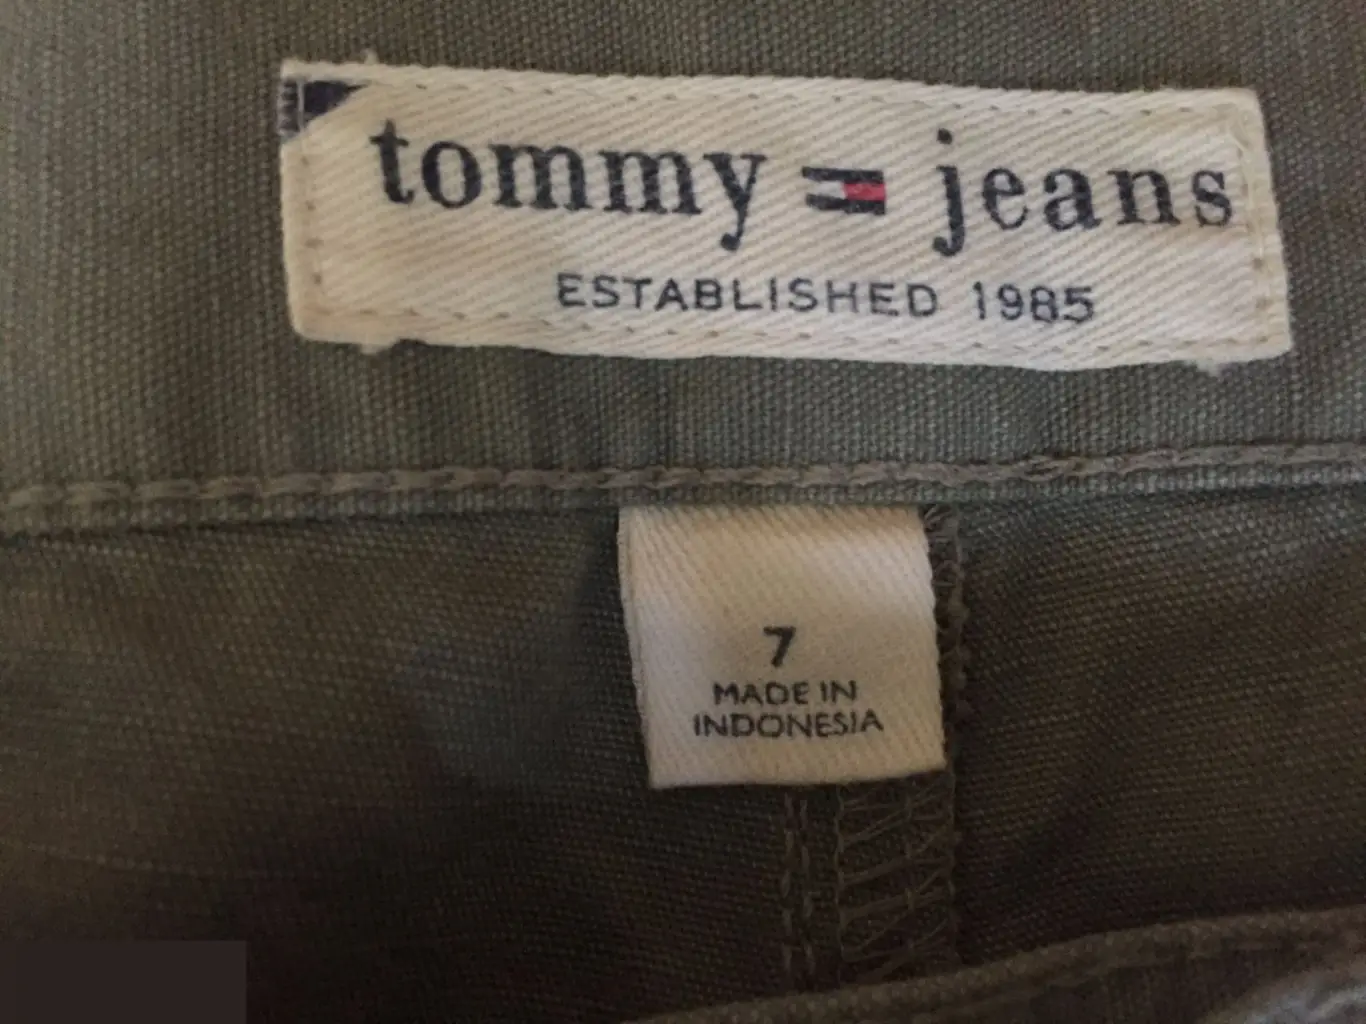 tommy jeans
ESTABLISHED 1985
7
MADE IN
INDONESIA